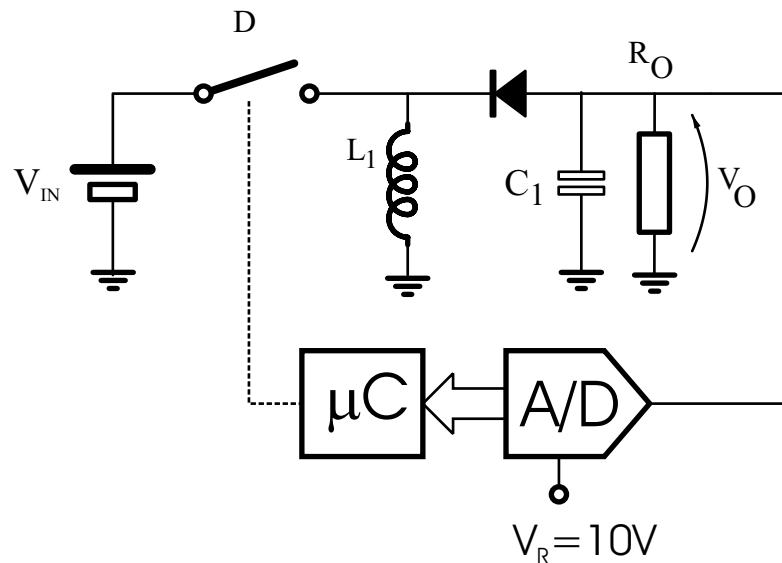 D
R_O
L_1
V_IN
C_1
V_O
μC
A/D
V_R=10V